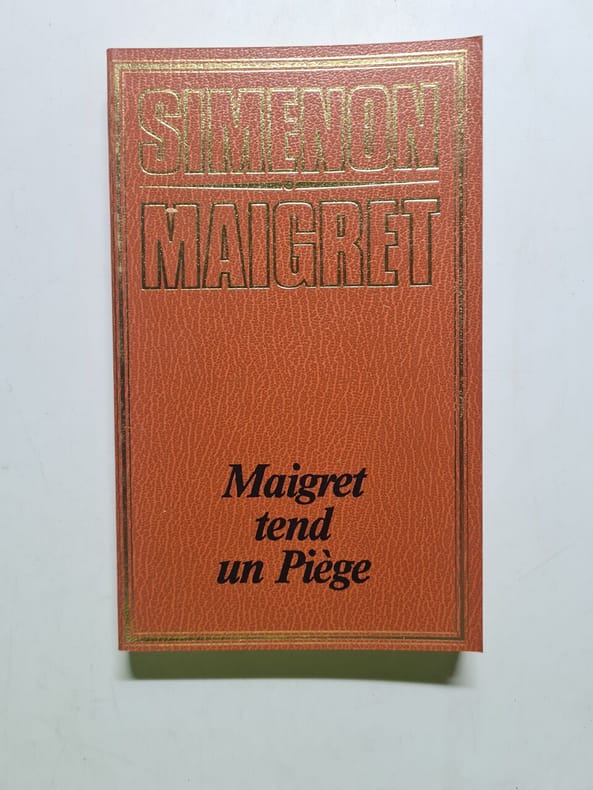 SIMENON
MAIGRET
Maigret
tend
un Piège